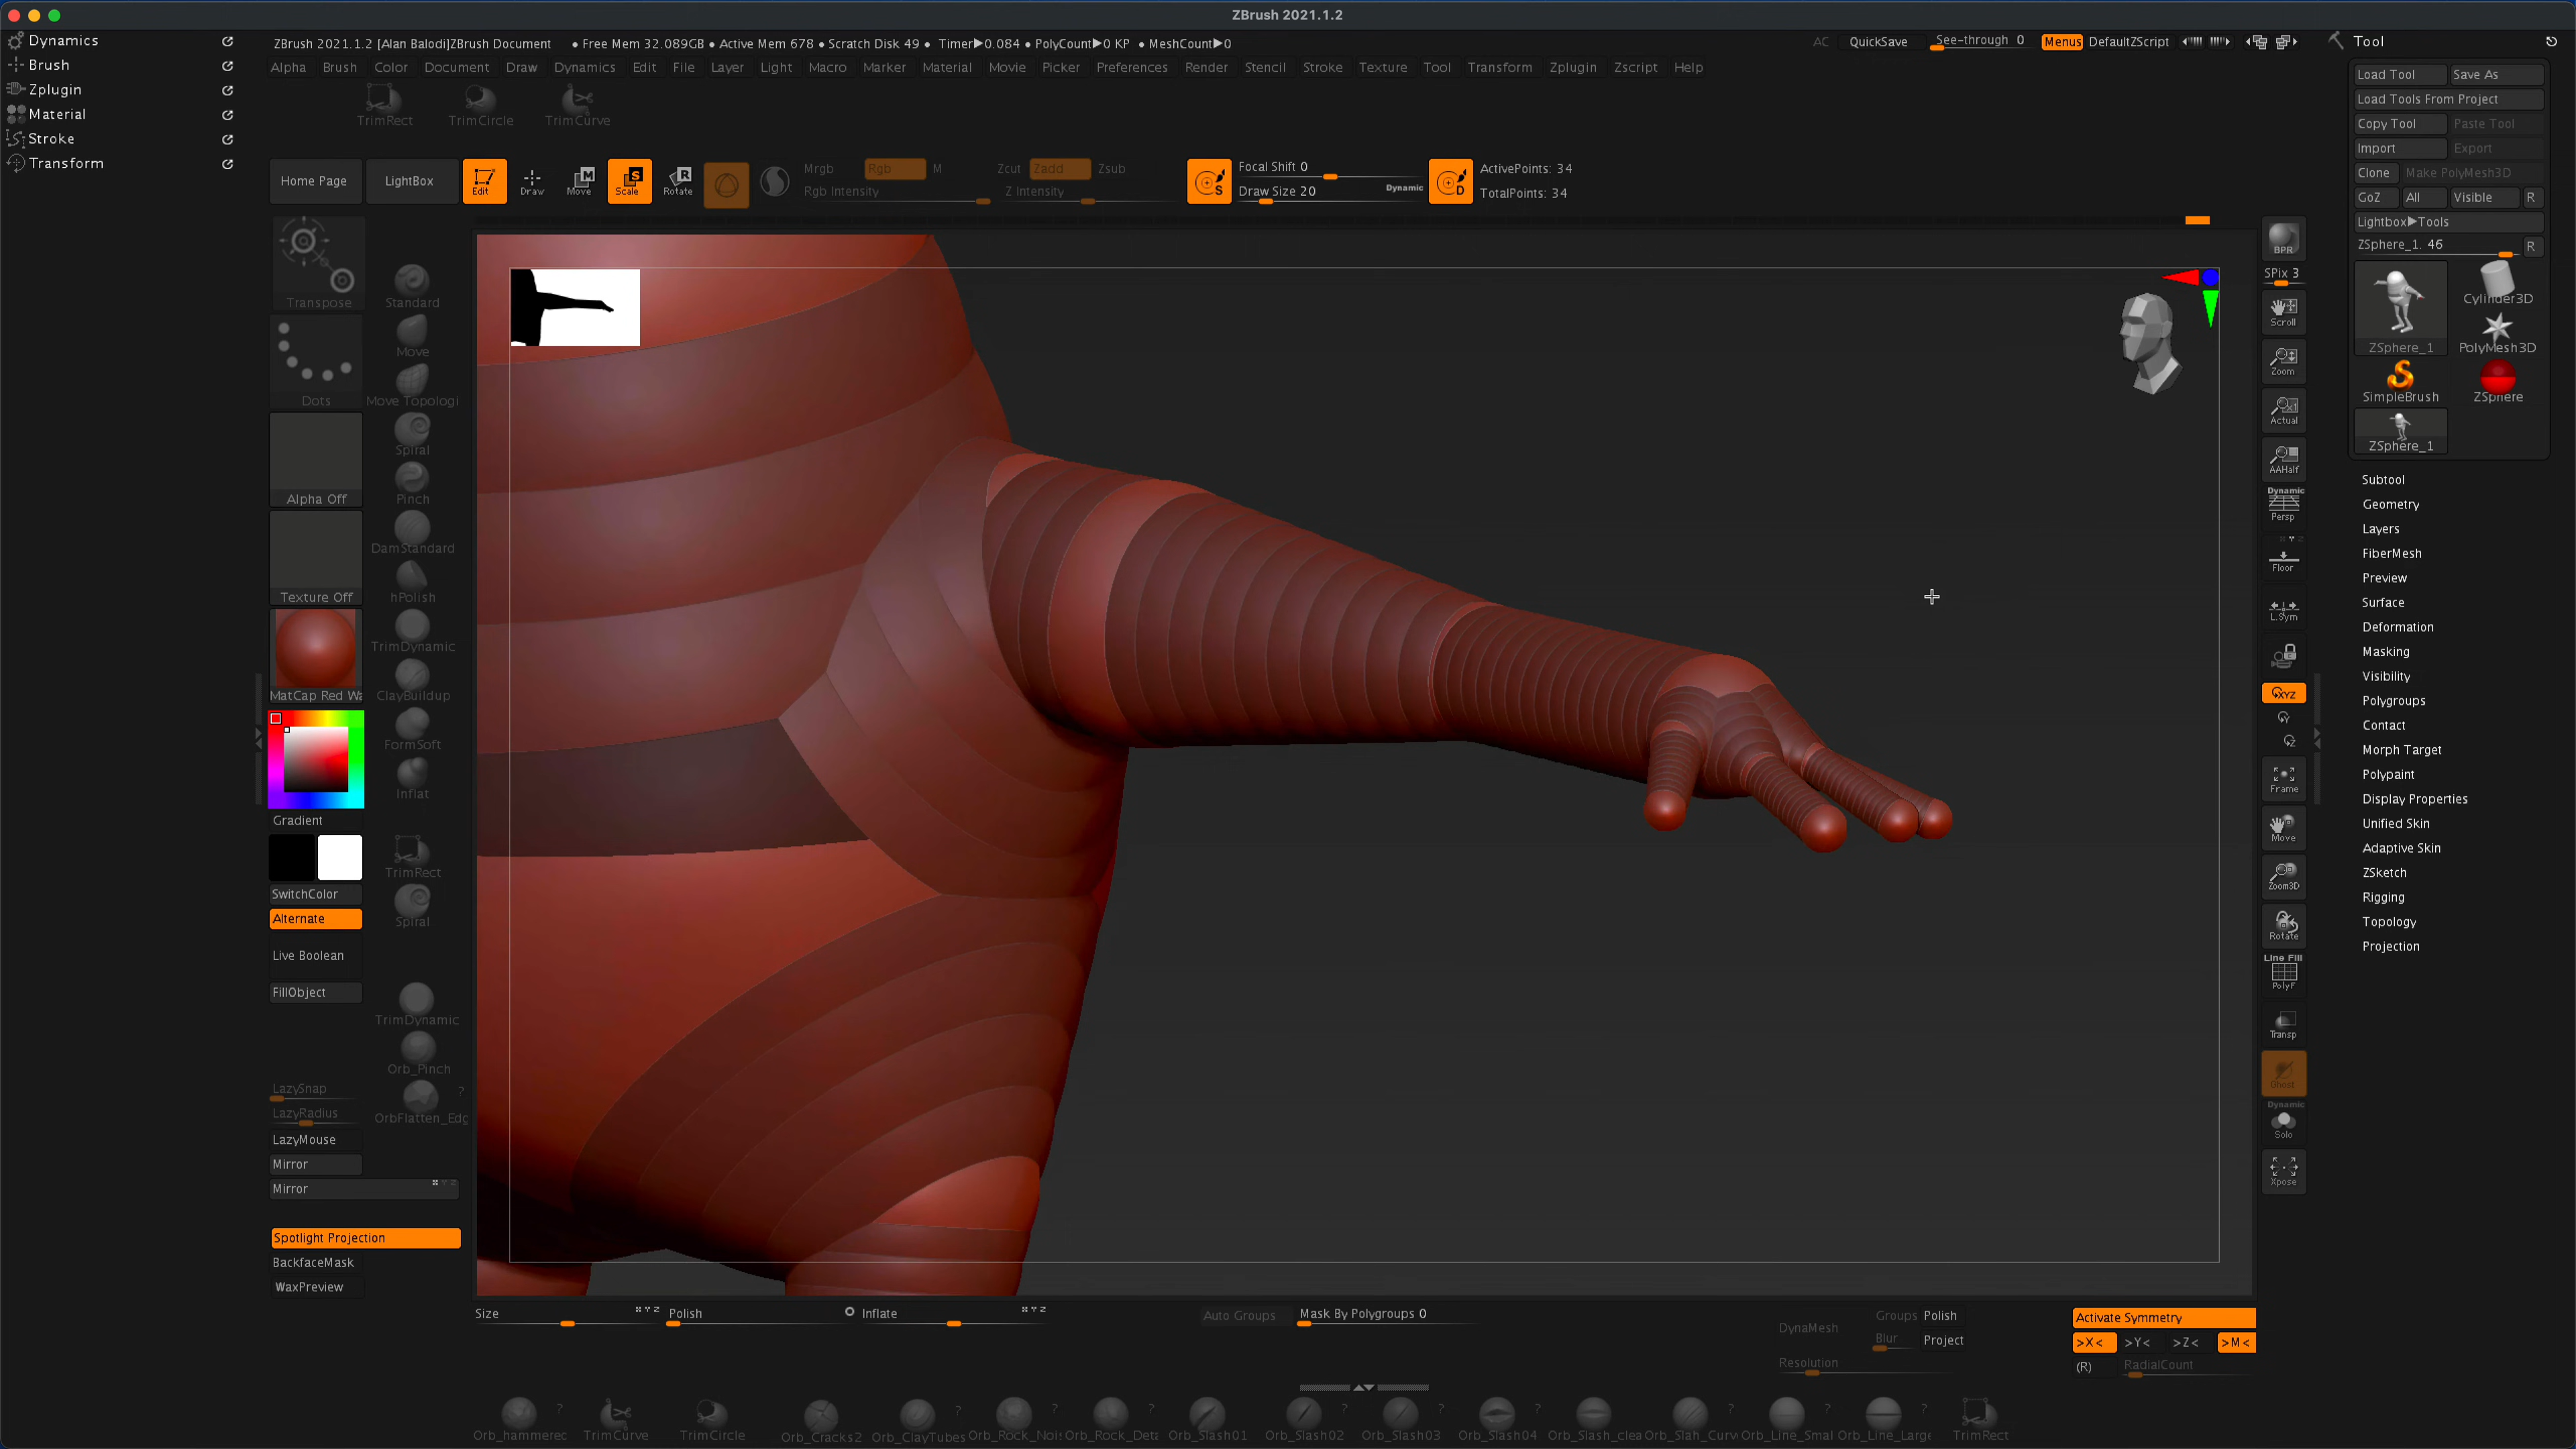 ZBrush 2021.1.2
Dynamics
Brush
Zplugin
Material
Stroke
Transform
ZBrush 2021.1.2 [Alan Balodi]ZBrush Document • Free Mem 32.089GB • Active Mem 678 • Scratch Disk 49 • Timer▶0.084 • PolyCount▶0 KP • MeshCount▶0
AC QuickSave See-through 0 Menus DefaultZScript
Alpha Brush Color Document Draw Dynamics Edit File Layer Light Macro Marker Material Movie Picker Preferences Render Stencil Stroke Texture Tool Transform Zplugin Zscript Help
TrimRect TrimCircle TrimCurve
Home Page LightBox Edit Draw Move Scale Rotate
Mrgb Rgb M
Rgb Intensity
Zcut Zadd Zsub
Z Intensity
Focal Shift 0
Draw Size 20 Dynamic
ActivePoints: 34
TotalPoints: 34
Transpose
Dots
Alpha Off
Texture Off
MatCap Red Wa
Gradient
SwitchColor
Alternate
Live Boolean
FillObject
LazySnap
LazyRadius
LazyMouse
Mirror
Mirror
Spotlight Projection
BackfaceMask
WaxPreview
Standard
Move
Move Topologi
Spiral
Pinch
DamStandard
hPolish
TrimDynamic
ClayBuildup
FormSoft
Inflat
TrimRect
Spiral
TrimDynamic
Orb_Pinch
OrbFlatten_Edg
BPR
SPix 3
Scroll
Zoom
Actual
AAHalf
Dynamic
Persp
Floor
L.Sym
XYZ
Frame
Move
Zoom3D
Rotate
Line Fill
PolyF
Transp
Ghost
Dynamic
Solo
Xpose
Tool
Load Tool Save As
Load Tools From Project
Copy Tool Paste Tool
Import Export
Clone Make PolyMesh3D
GoZ All Visible R
Lightbox▶Tools
ZSphere_1. 46 R
ZSphere_1
Cylinder3D
PolyMesh3D
SimpleBrush
ZSphere
ZSphere_1
Subtool
Geometry
Layers
FiberMesh
Preview
Surface
Deformation
Masking
Visibility
Polygroups
Contact
Morph Target
Polypaint
Display Properties
Unified Skin
Adaptive Skin
ZSketch
Rigging
Topology
Projection
Size Polish Inflate
Auto Groups
Mask By Polygroups 0
DynaMesh
Groups Polish
Blur Project
Resolution
Activate Symmetry
>X< >Y< >Z< >M<
(R) RadialCount
Orb_hammerec TrimCurve TrimCircle Orb_Cracks2 Orb_ClayTubes Orb_Rock_Nois Orb_Rock_Deta Orb_Slash01 Orb_Slash02 Orb_Slash03 Orb_Slash04 Orb_Slash_clea Orb_Slah_Curv Orb_Line_Smal Orb_Line_Large TrimRect